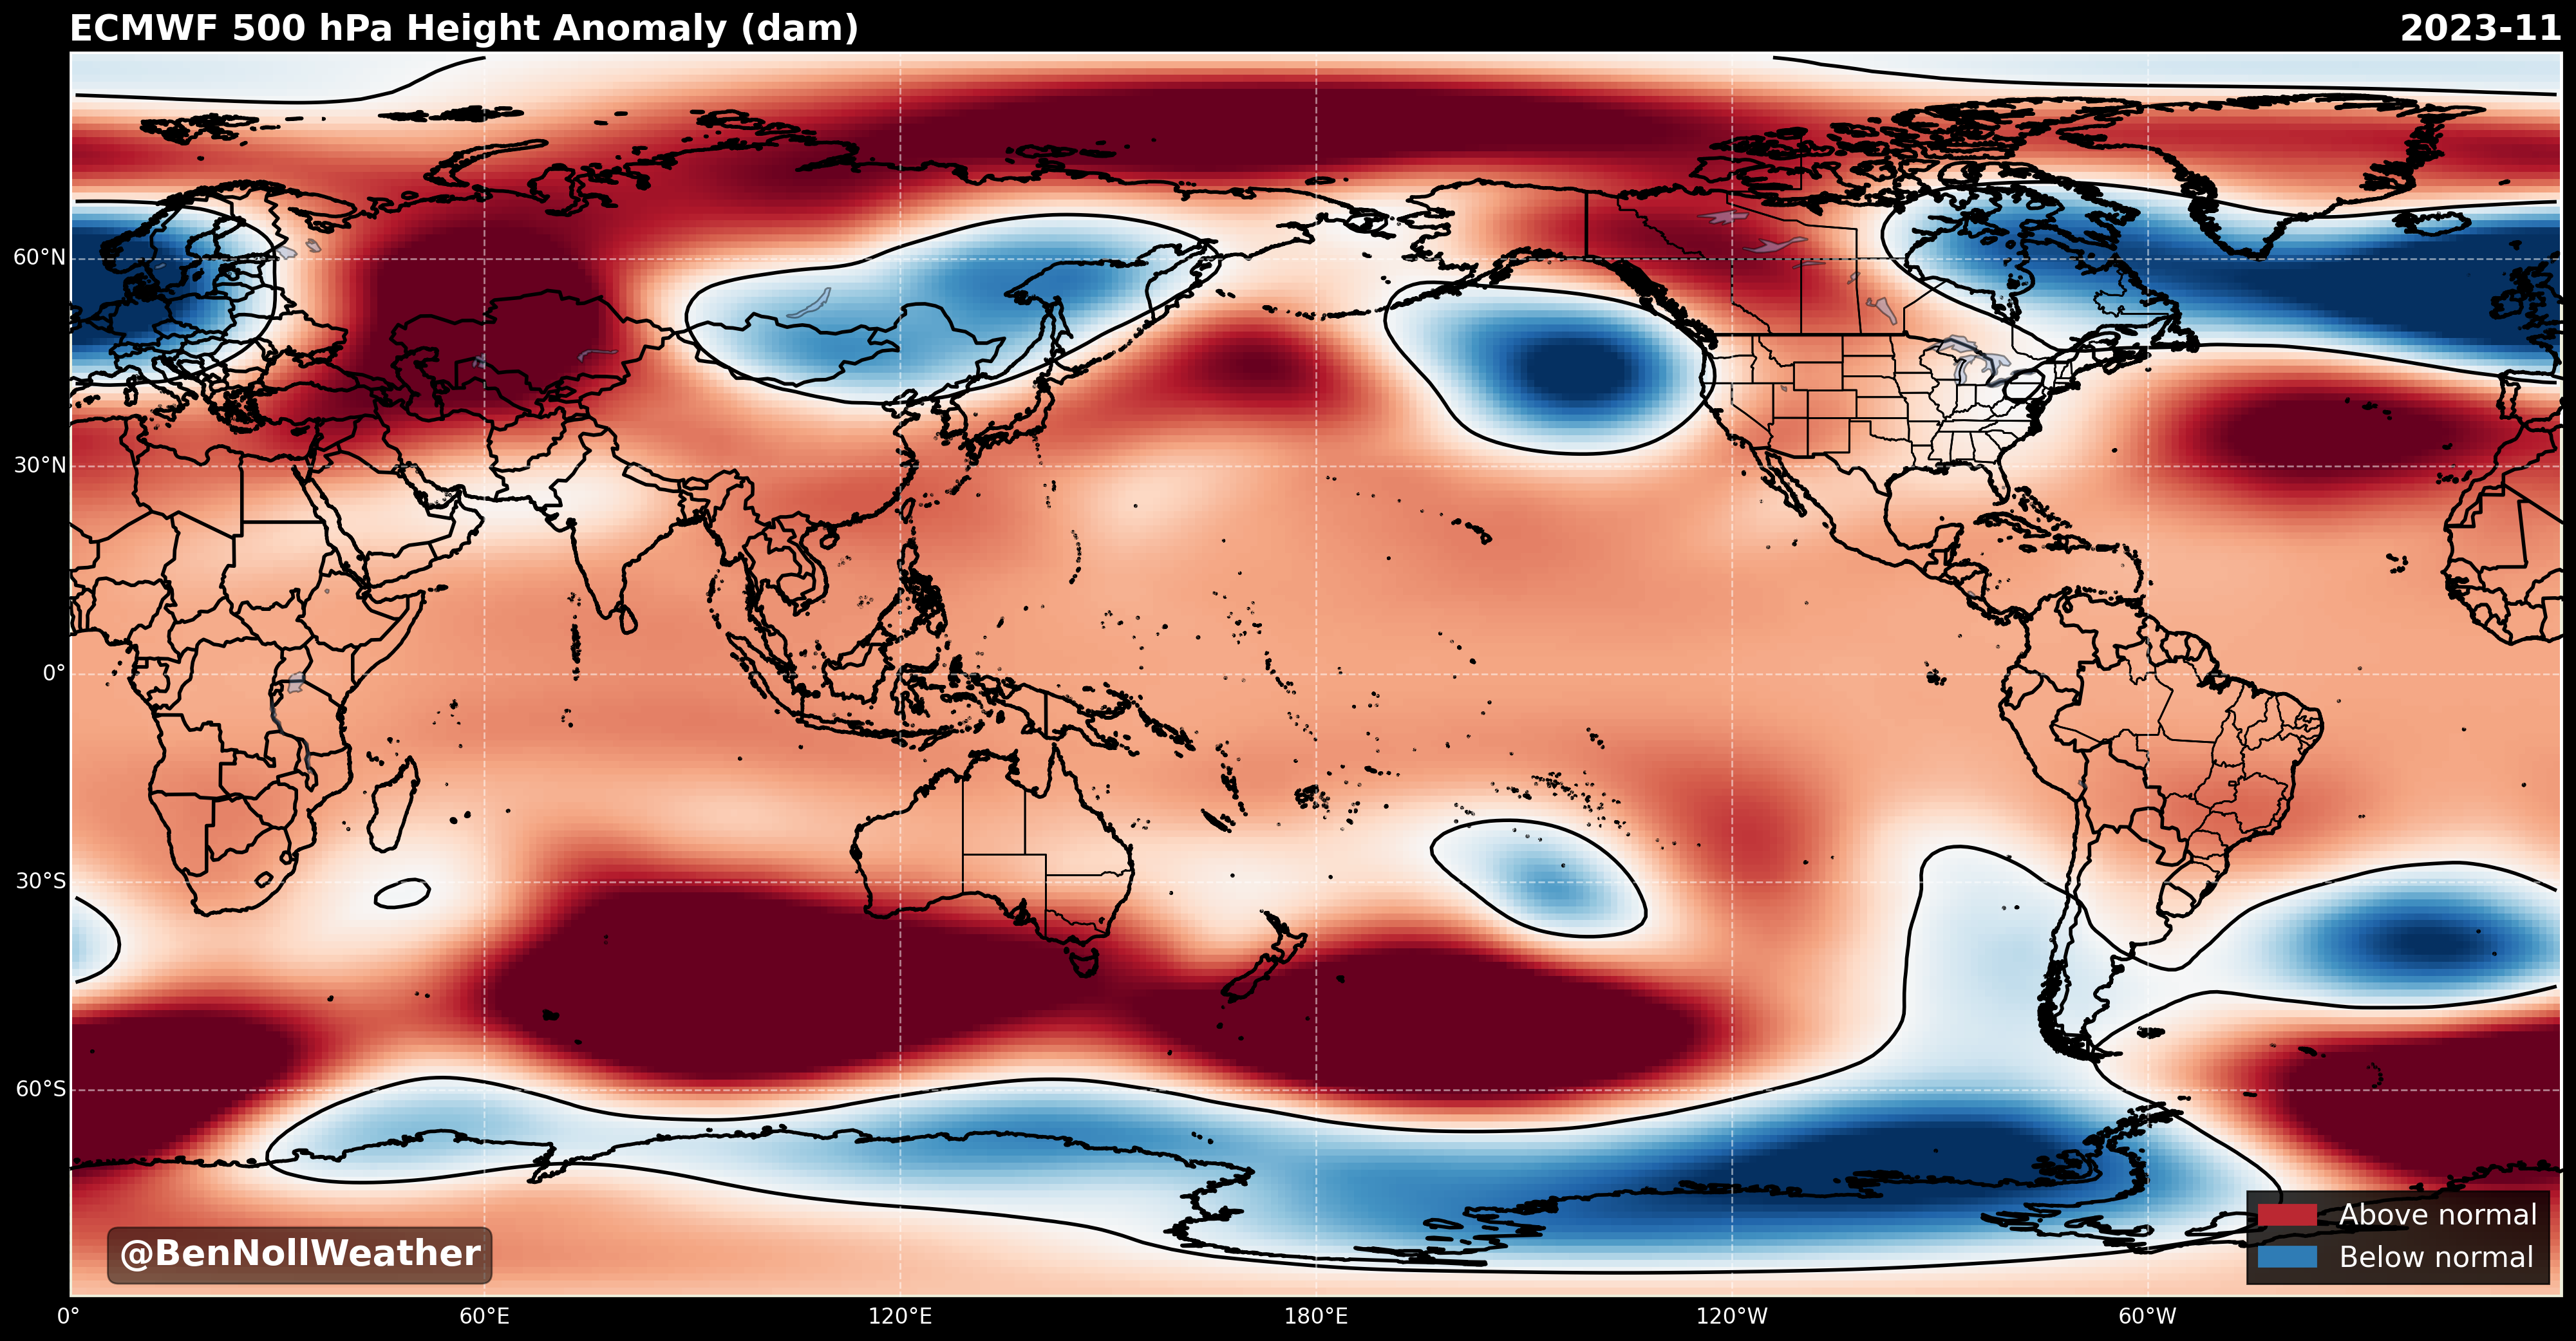 ECMWF 500 hPa Height Anomaly (dam) 2023-11
60°N
30°N
0°
30°S
60°S
@BenNollWeather
Above normal
Below normal
0° 60°E 120°E 180°E 120°W 60°W